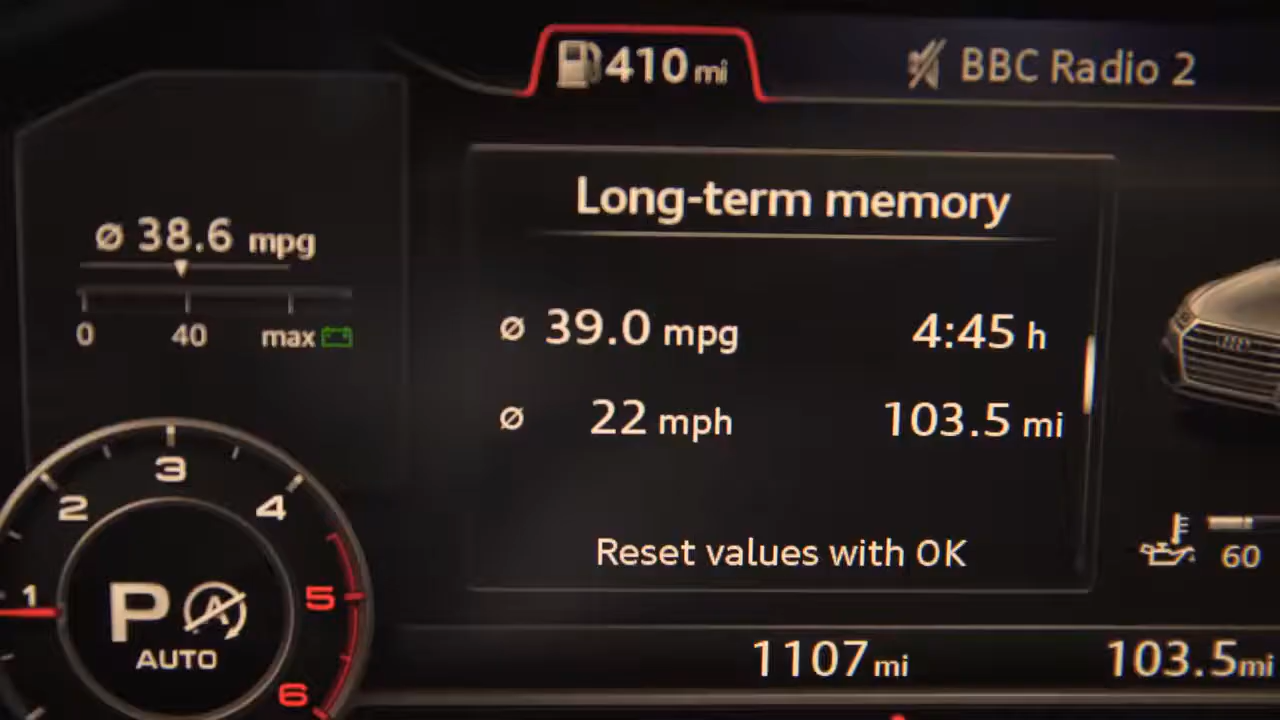 410 mi
BBC Radio 2
Ø 38.6 mpg
0 40 max
Long-term memory
Ø 39.0 mpg 4:45 h
Ø 22 mph 103.5 mi
Reset values with OK
1
2
3
4
5
6
P A
AUTO
60
1107 mi
103.5 mi